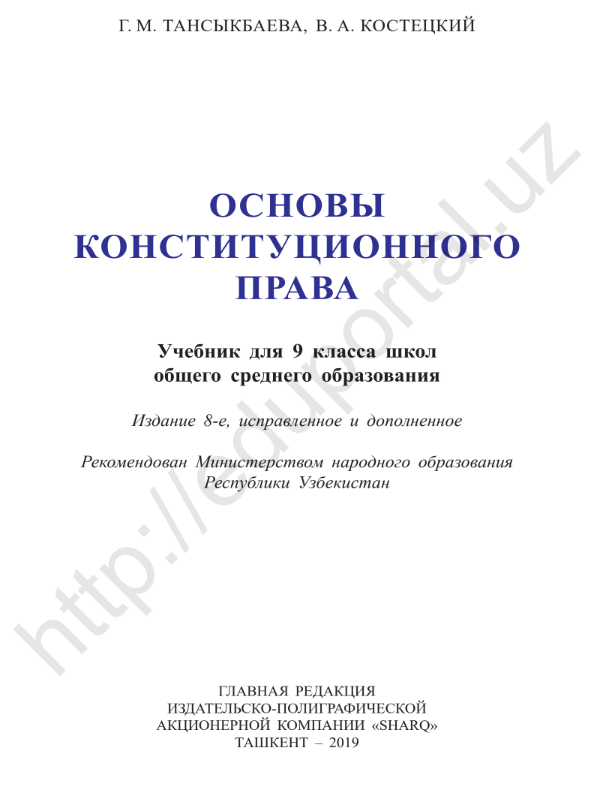 Г. М. ТАНСЫКБАЕВА, В. А. КОСТЕЦКИЙ
ОСНОВЫ
КОНСТИТУЦИОННОГО
ПРАВА
Учебник для 9 класса школ
общего среднего образования
Издание 8-е, исправленное и дополненное
Рекомендован Министерством народного образования
Республики Узбекистан
ГЛАВНАЯ РЕДАКЦИЯ
ИЗДАТЕЛЬСКО-ПОЛИГРАФИЧЕСКОЙ
АКЦИОНЕРНОЙ КОМПАНИИ «SHARQ»
ТАШКЕНТ – 2019
http://eduportal.uz